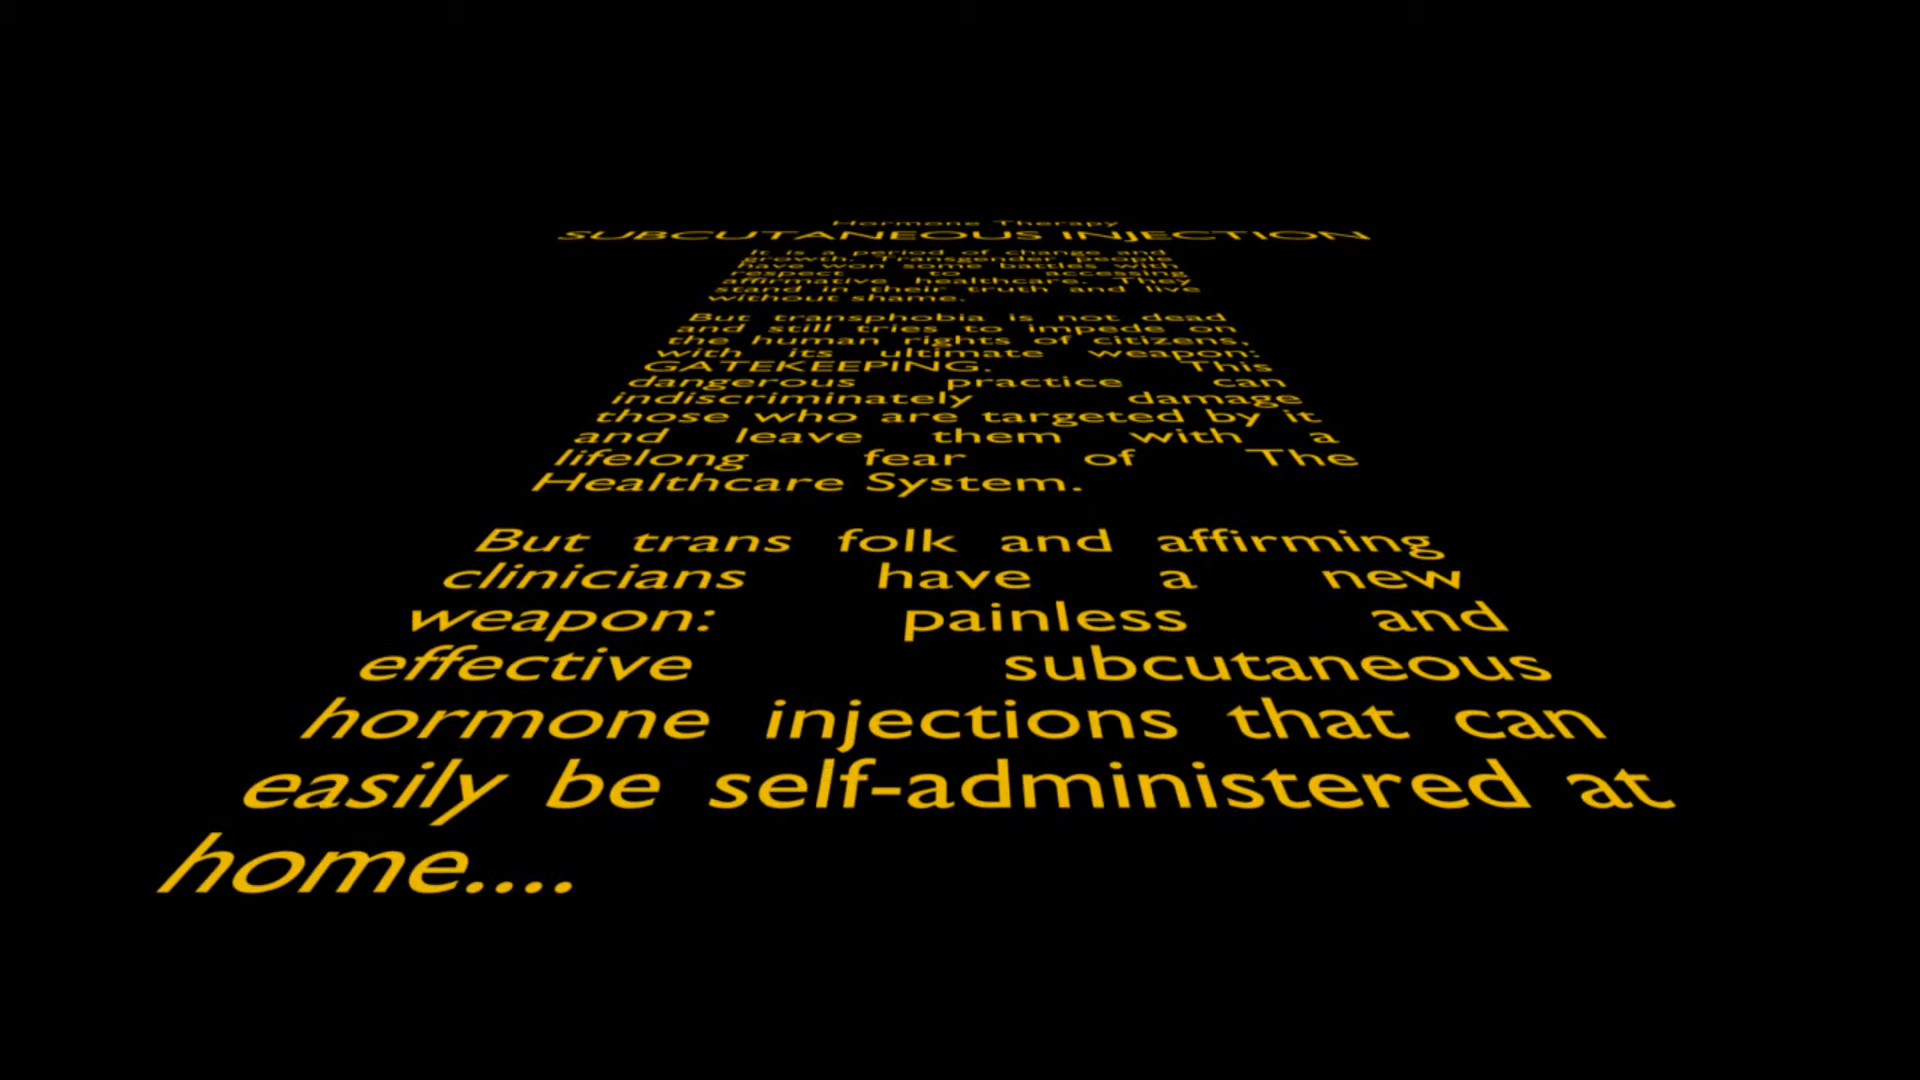 Hormone Therapy
SUBCUTANEOUS INJECTION
It is a period of change and
growth. Transgender people
have won some battles with
respect to accessing
affirmative healthcare. They
stand in their truth and live
without shame.
But transphobia is not dead
and still tries to impede on
the human rights of citizens,
with its ultimate weapon:
GATEKEEPING. This
dangerous practice can
indiscriminately damage
those who are targeted by it
and leave them with a
lifelong fear of The
Healthcare System.
But trans folk and affirming
clinicians have a new
weapon: painless and
effective subcutaneous
hormone injections that can
easily be self-administered at
home....